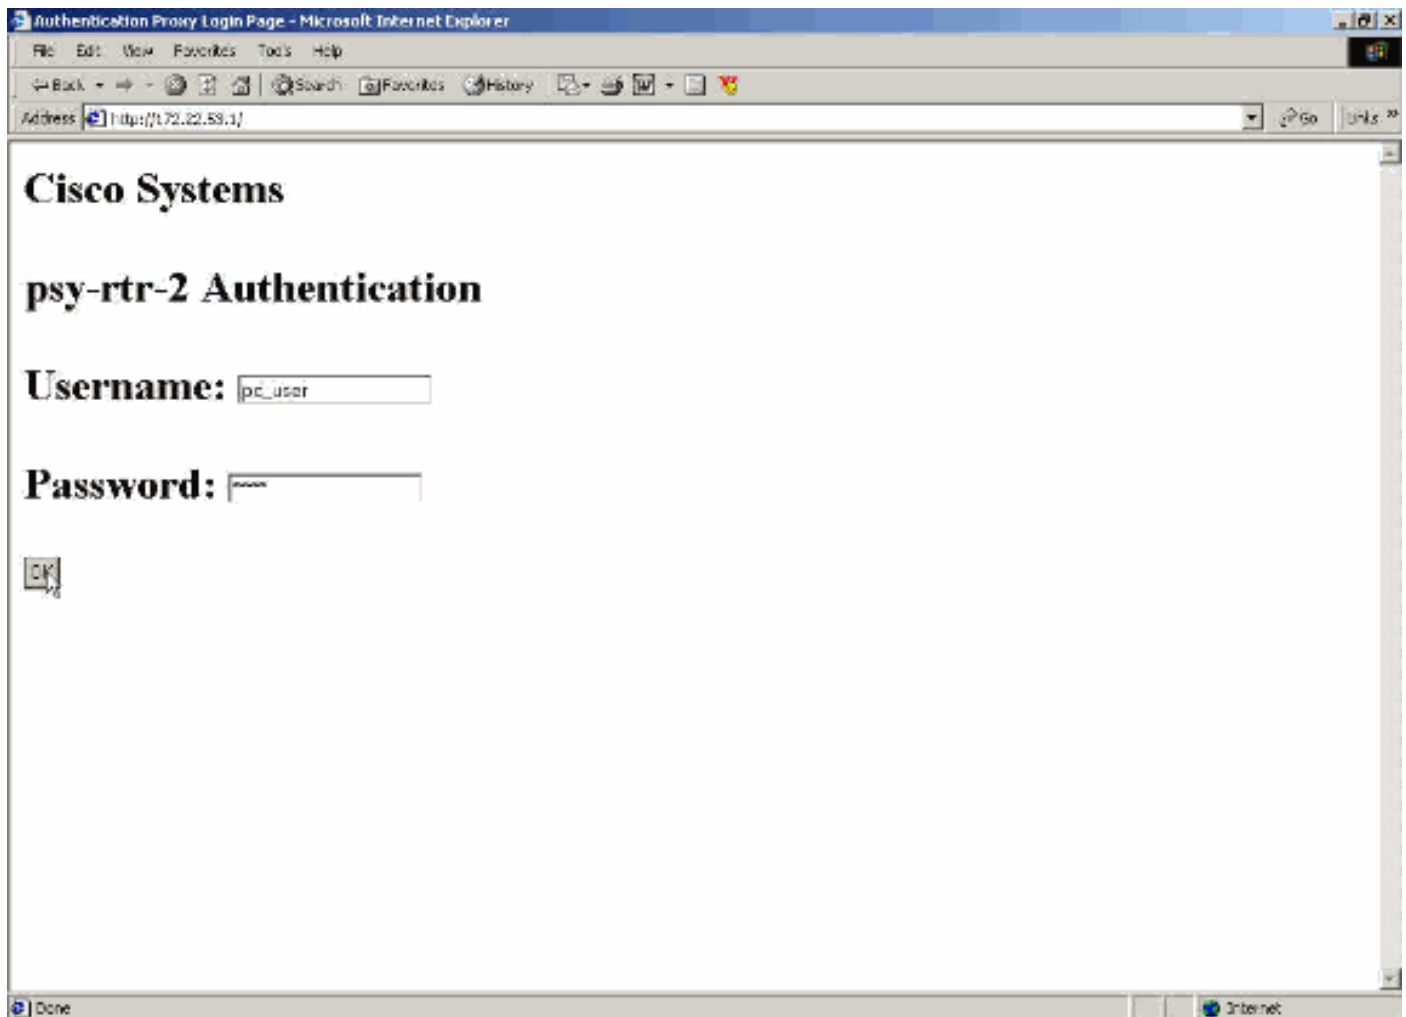 Authentication Proxy Login Page - Microsoft Internet Explorer
File Edit View Favorites Tools Help
Back Search Favorites History
Address http://172.22.53.1/ Go Links »
Cisco Systems
psy-rtr-2 Authentication
Username: pc_user
Password: *****
OK
Done Internet